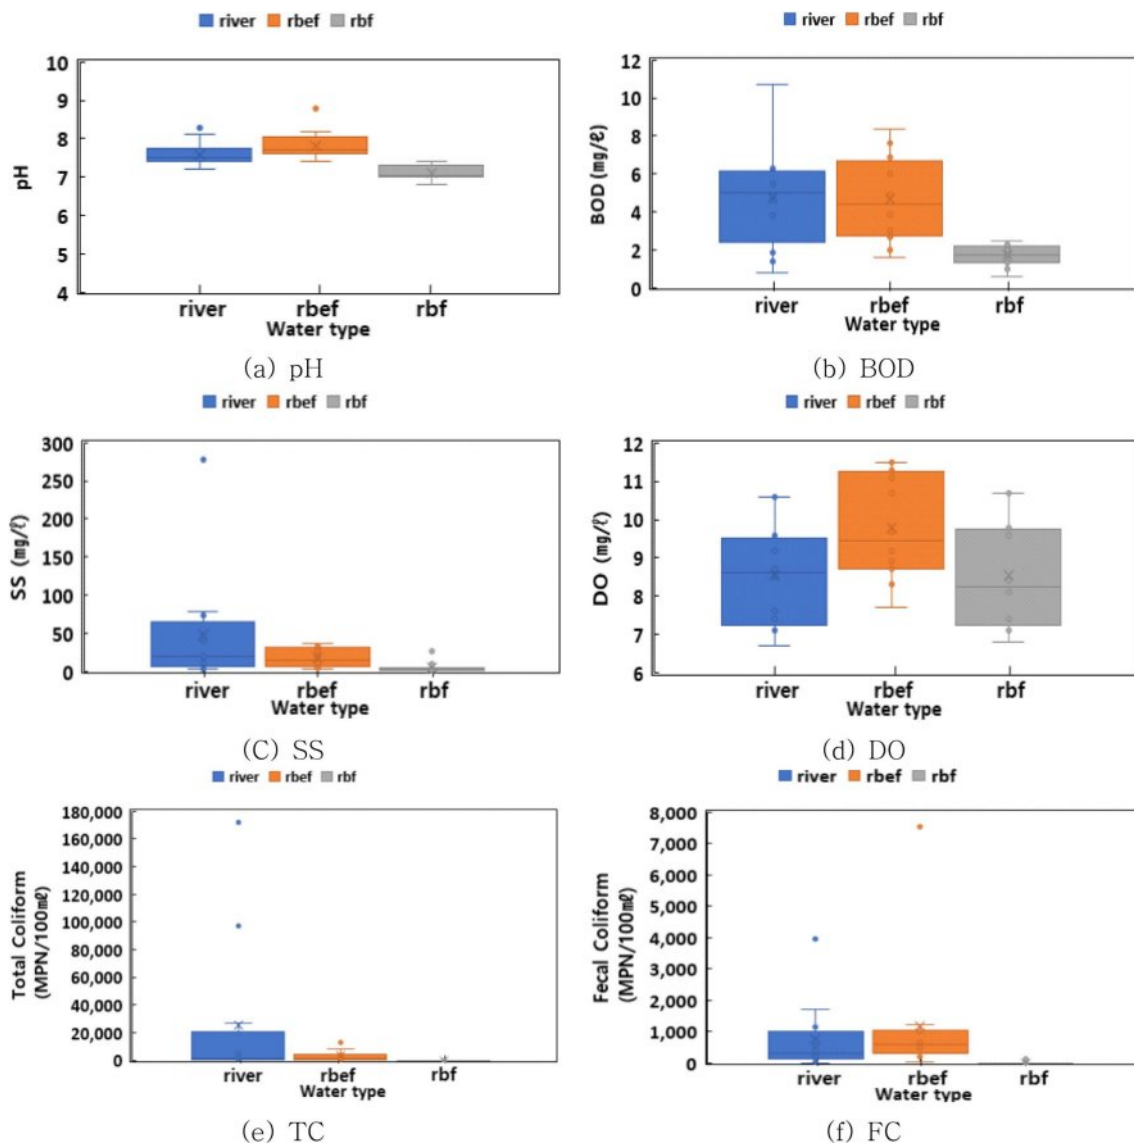 river rbef rbf
10
9
8
7
6
5
4
pH
river rbef rbf
Water type
(a) pH
river rbef rbf
12
10
8
6
4
2
0
BOD (mg/ℓ)
river rbef rbf
Water type
(b) BOD
river rbef rbf
300
250
200
150
100
50
0
SS (mg/ℓ)
river rbef rbf
Water type
(C) SS
river rbef rbf
12
11
10
9
8
7
6
DO (mg/ℓ)
river rbef rbf
Water type
(d) DO
river rbef rbf
180,000
160,000
140,000
120,000
100,000
80,000
60,000
40,000
20,000
0
Total Coliform
(MPN/100㎖)
river rbef rbf
Water type
(e) TC
river rbef rbf
8,000
7,000
6,000
5,000
4,000
3,000
2,000
1,000
0
Fecal Coliform
(MPN/100㎖)
river rbef rbf
Water type
(f) FC